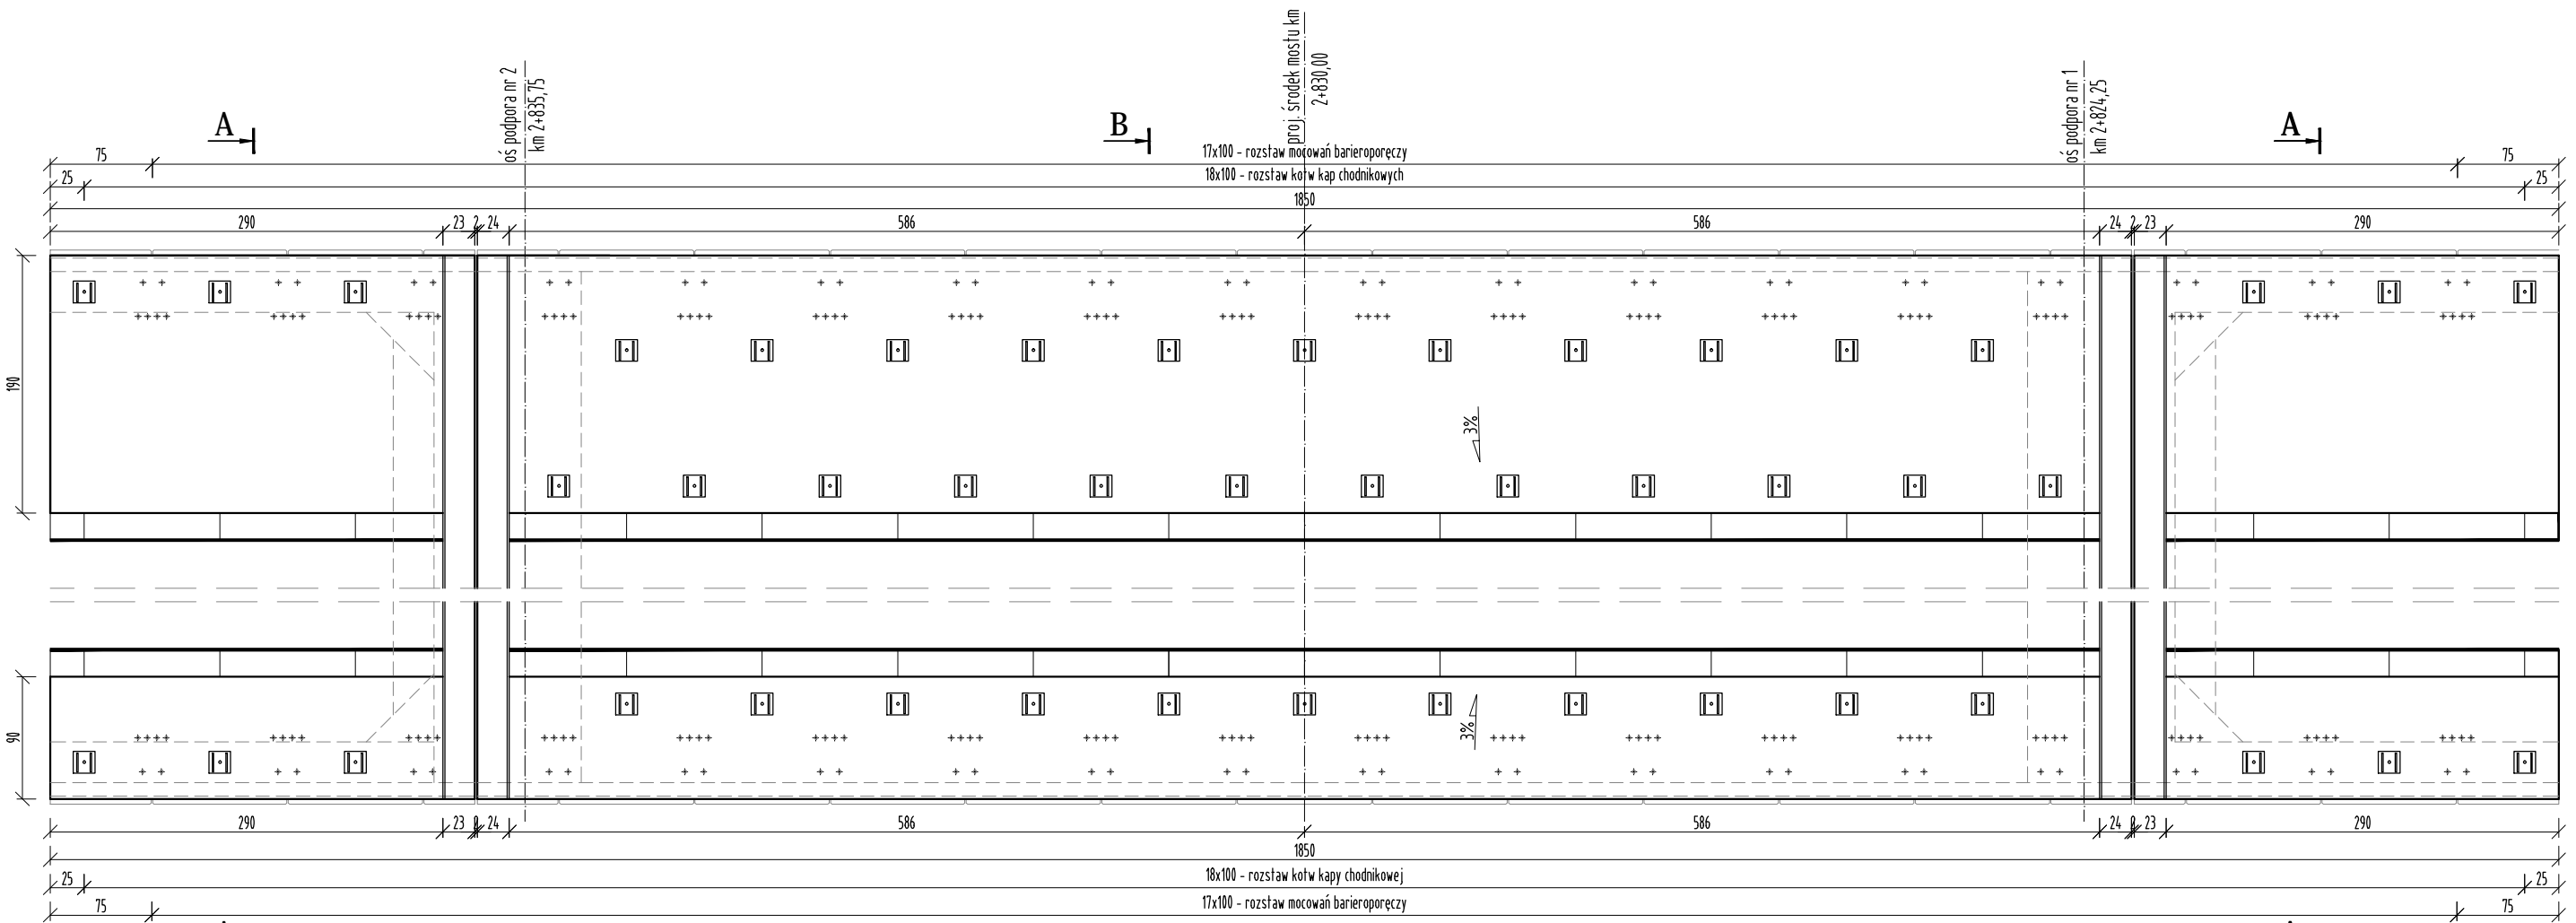 oś podpora nr 2
km 2+835,75
proj. środek mostu km
2+830,00
oś podpora nr 1
km 2+824,25
A
B
A
75
17x100 - rozstaw mocowań barieroporęczy
75
25
18x100 - rozstaw kotw kap chodnikowych
25
1850
290 23 2 24 586 586 24 2 23 290
190
3%
90
3%
290 23 2 24 586 586 24 2 23 290
1850
25
18x100 - rozstaw kotw kapy chodnikowej
25
75
17x100 - rozstaw mocowań barieroporęczy
75